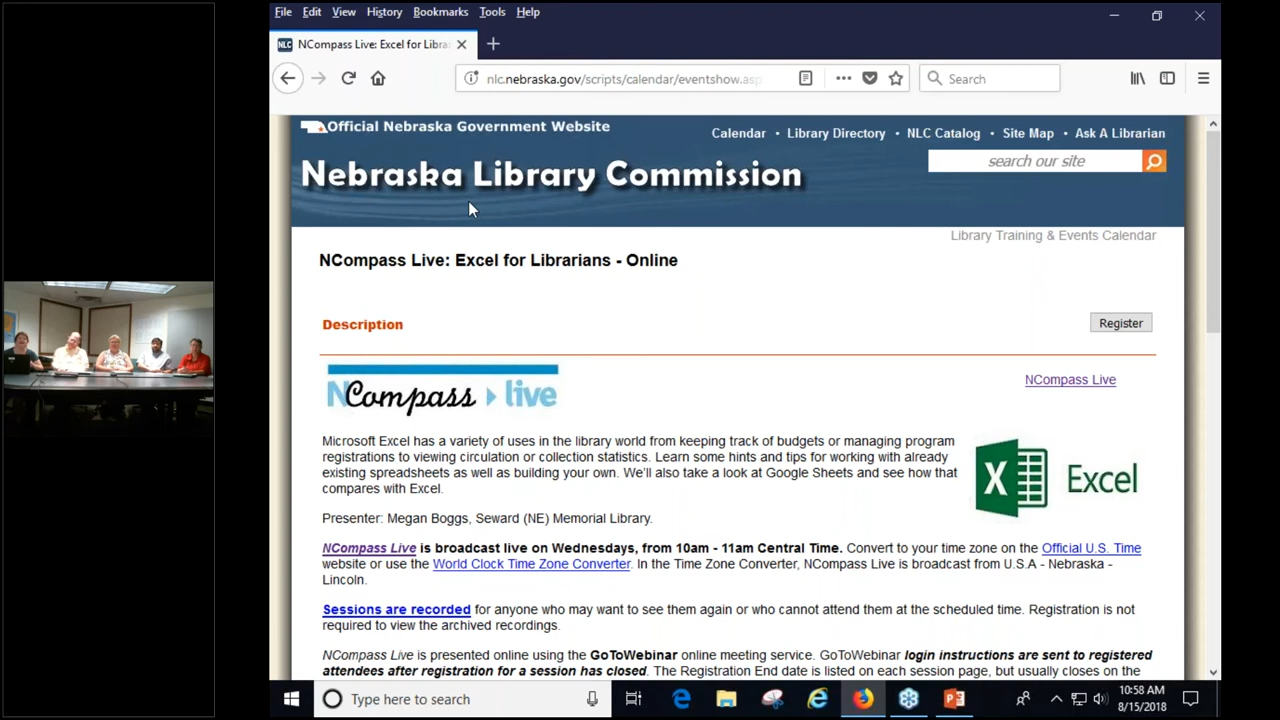 File Edit View History Bookmarks Tools Help
NLC NCompass Live: Excel for Libra
nlc.nebraska.gov/scripts/calendar/eventshow.asp
Search
Official Nebraska Government Website
Calendar • Library Directory • NLC Catalog • Site Map • Ask A Librarian
Nebraska Library Commission
search our site
Library Training & Events Calendar
NCompass Live: Excel for Librarians - Online
Description
Register
NCompass live
NCompass Live
Microsoft Excel has a variety of uses in the library world from keeping track of budgets or managing program
registrations to viewing circulation or collection statistics. Learn some hints and tips for working with already
existing spreadsheets as well as building your own. We'll also take a look at Google Sheets and see how that
compares with Excel.
X Excel
Presenter: Megan Boggs, Seward (NE) Memorial Library.
NCompass Live is broadcast live on Wednesdays, from 10am - 11am Central Time. Convert to your time zone on the Official U.S. Time
website or use the World Clock Time Zone Converter. In the Time Zone Converter, NCompass Live is broadcast from U.S.A - Nebraska -
Lincoln.
Sessions are recorded for anyone who may want to see them again or who cannot attend them at the scheduled time. Registration is not
required to view the archived recordings.
NCompass Live is presented online using the GoToWebinar online meeting service. GoToWebinar login instructions are sent to registered
attendees after registration for a session has closed. The Registration End date is listed on each session page, but usually closes on the
Type here to search
10:58 AM
8/15/2018